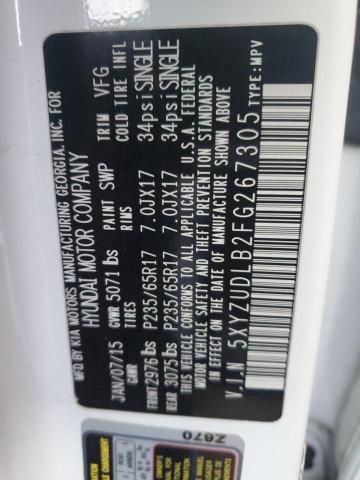 MFD BY KIA MOTORS MANUFACTURING GEORGIA, INC. FOR
HYUNDAI MOTOR COMPANY
JAN/07/15 PAINT SWP TRIM VFG
GVWR 5071 lbs
GAWR TIRES RIMS COLD TIRE INFL
FRONT 2976 lbs P235/65R17 7.0JX17 34psi SINGLE
REAR 3075 lbs P235/65R17 7.0JX17 34psi SINGLE
THIS VEHICLE CONFORMS TO ALL APPLICABLE U.S.A. FEDERAL
MOTOR VEHICLE SAFETY AND THEFT PREVENTION STANDARDS
IN EFFECT ON THE DATE OF MANUFACTURE SHOWN ABOVE
V.I.N 5XYZUDLB2FG267305 TYPE:MPV
Z670